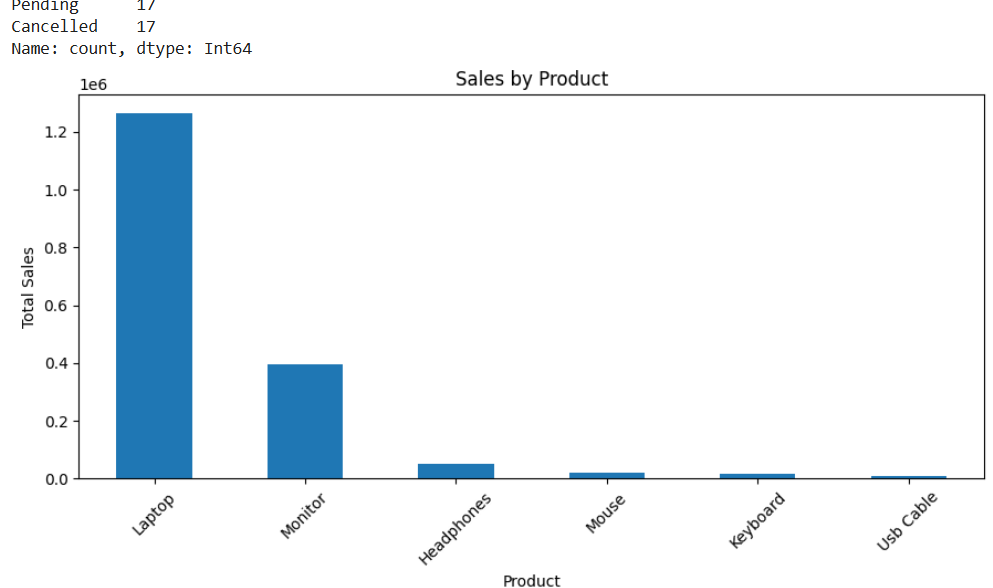 Pending      17
Cancelled    17
Name: count, dtype: Int64
Sales by Product
1e6
1.2
1.0
0.8
0.6
0.4
0.2
0.0
Total Sales
Laptop
Monitor
Headphones
Mouse
Keyboard
Usb Cable
Product